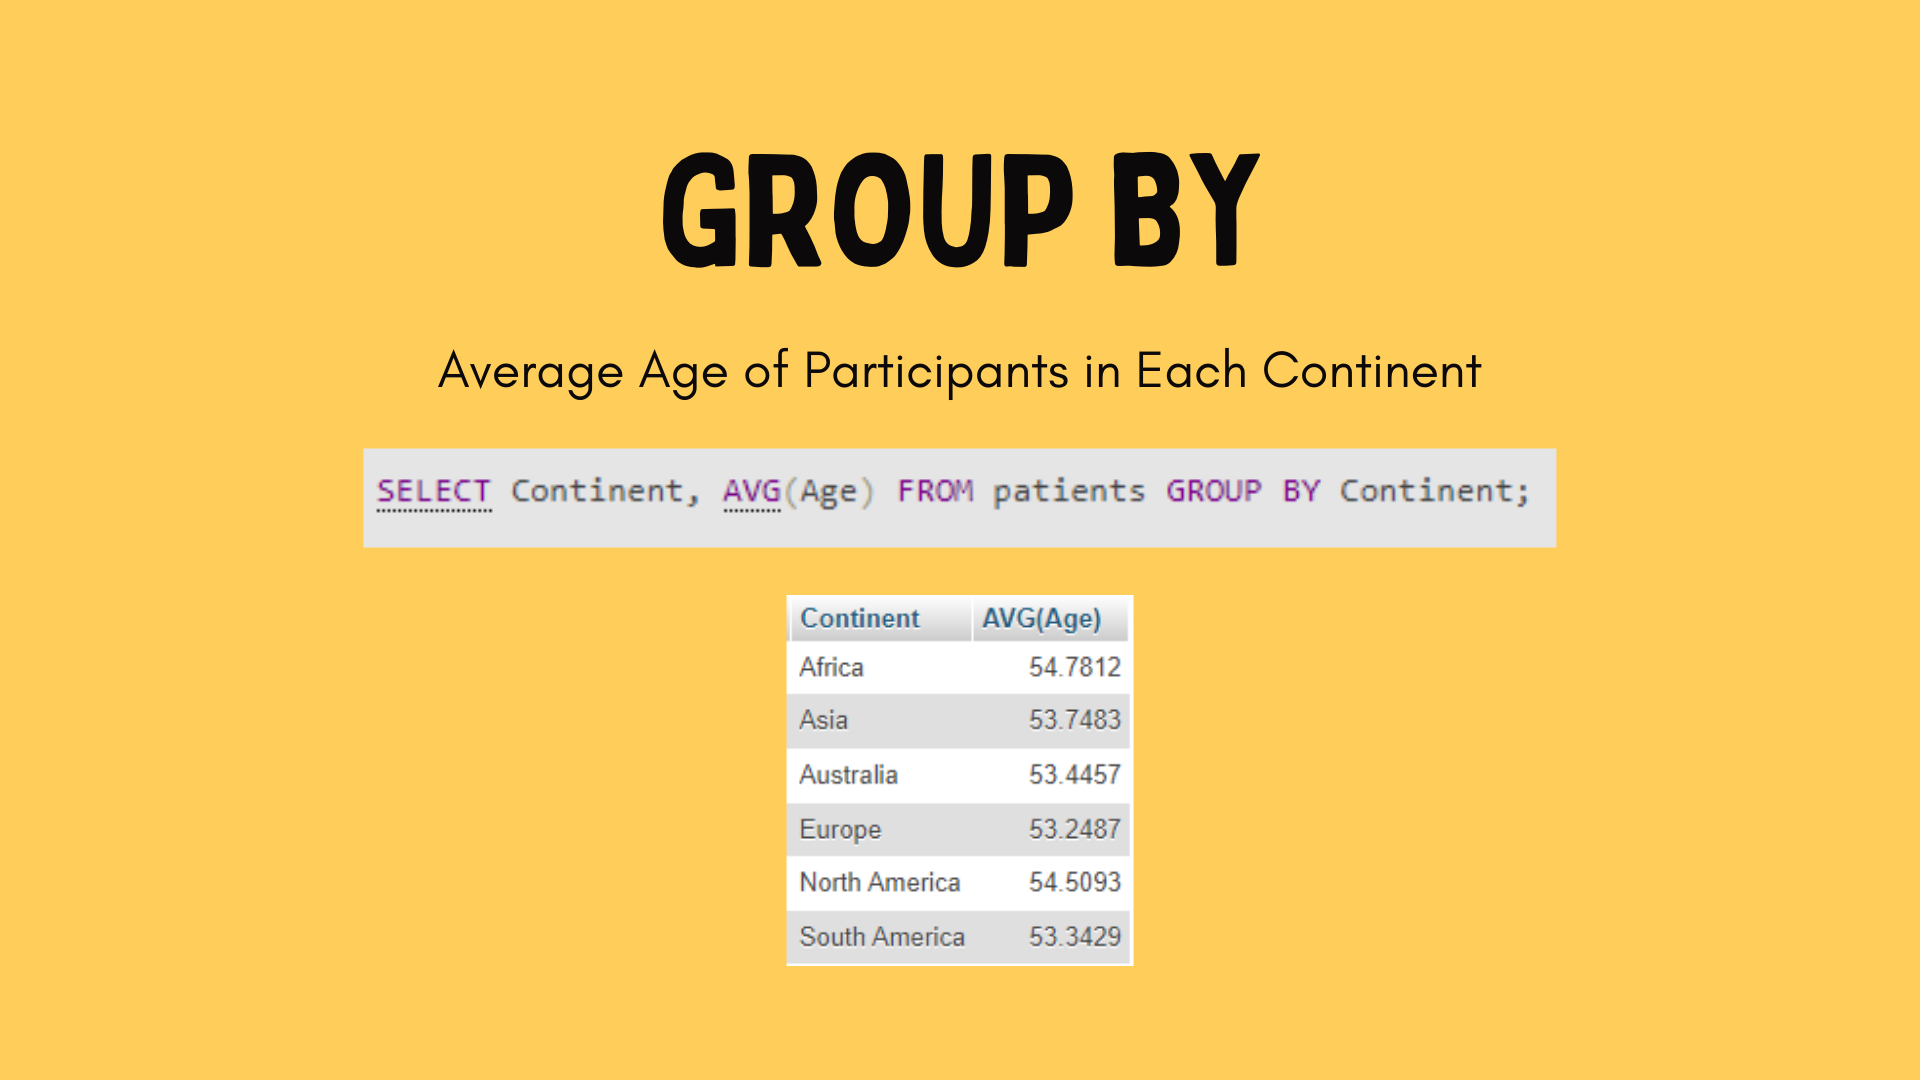 GROUP BY
Average Age of Participants in Each Continent
SELECT Continent, AVG(Age) FROM patients GROUP BY Continent;
Continent AVG(Age)
Africa 54.7812
Asia 53.7483
Australia 53.4457
Europe 53.2487
North America 54.5093
South America 53.3429